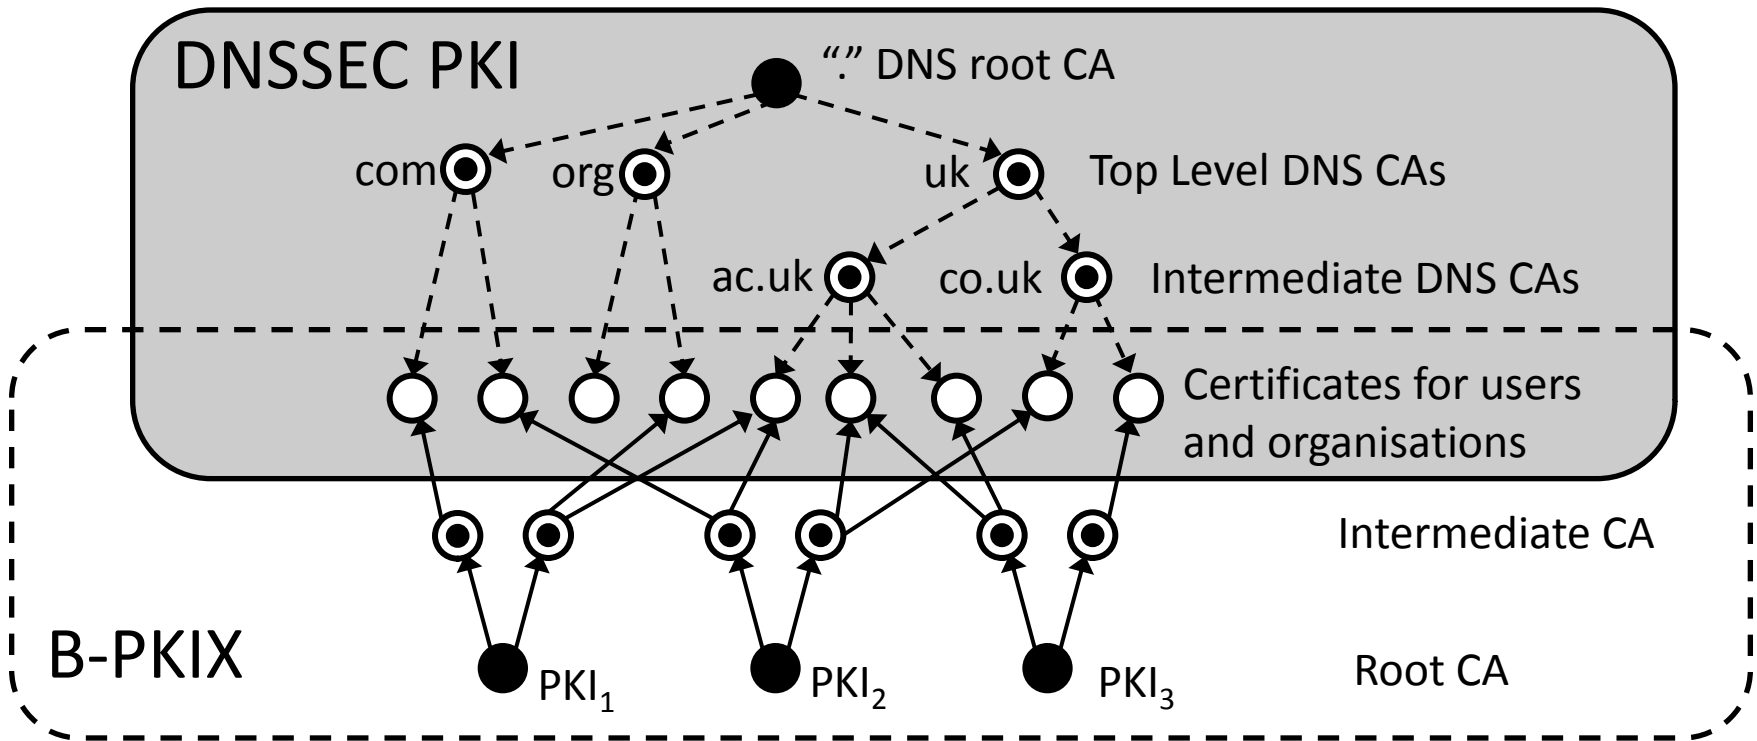 DNSSEC PKI
“.” DNS root CA
com
org
uk
Top Level DNS CAs
ac.uk
co.uk
Intermediate DNS CAs
Certificates for users
and organisations
Intermediate CA
B-PKIX
PKI₁
PKI₂
PKI₃
Root CA